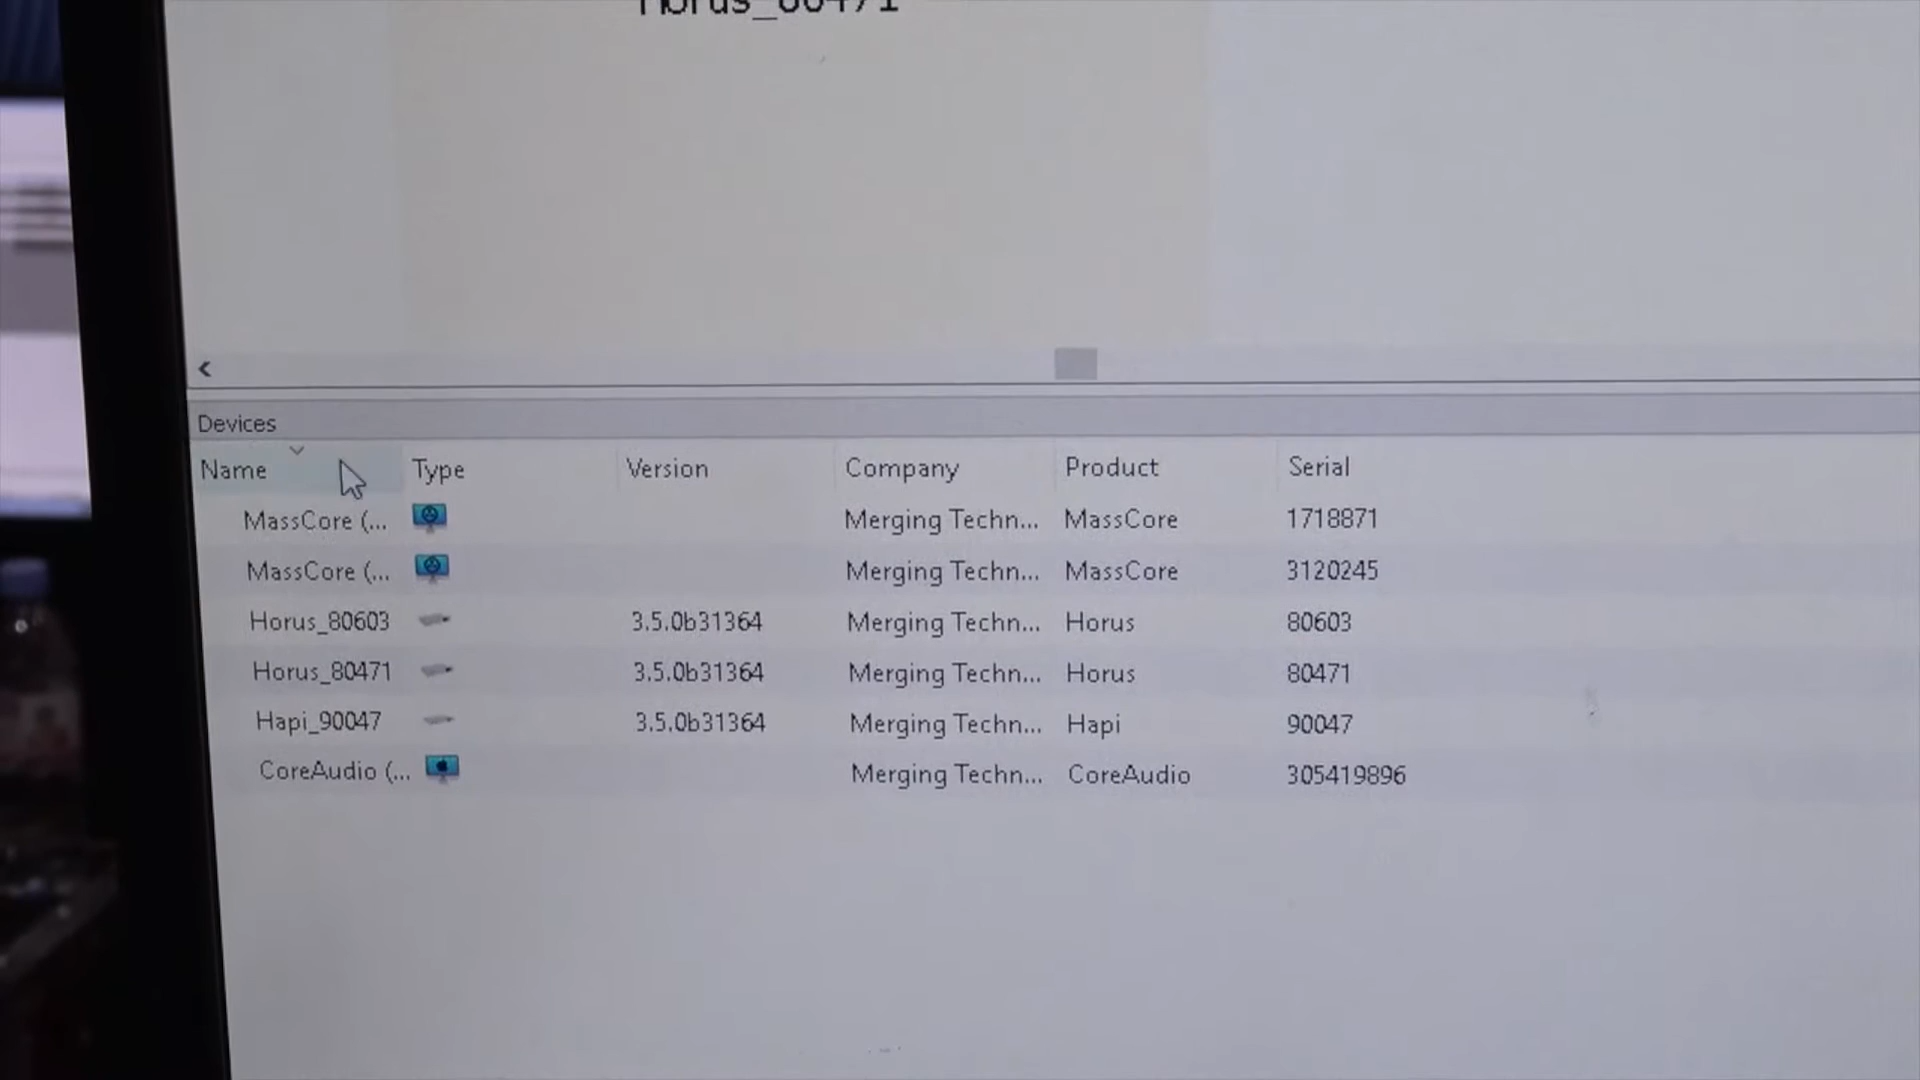 Horus_80471
Devices
Name Type Version Company Product Serial
MassCore (... Merging Techn... MassCore 1718871
MassCore (... Merging Techn... MassCore 3120245
Horus_80603 3.5.0b31364 Merging Techn... Horus 80603
Horus_80471 3.5.0b31364 Merging Techn... Horus 80471
Hapi_90047 3.5.0b31364 Merging Techn... Hapi 90047
CoreAudio (... Merging Techn... CoreAudio 305419896